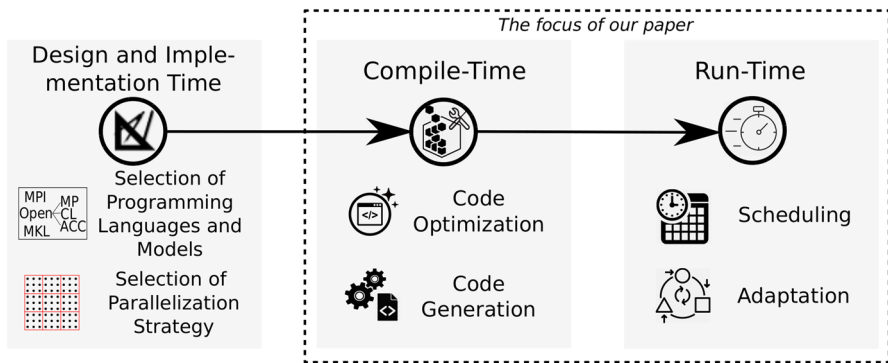 The focus of our paper
Design and Imple-
mentation Time
Compile-Time
Run-Time
MPI
Open
MKL
MP
CL
ACC
Selection of
Programming
Languages and
Models
Selection of
Parallelization
Strategy
</>
Code
Optimization
<>
Code
Generation
Scheduling
Adaptation